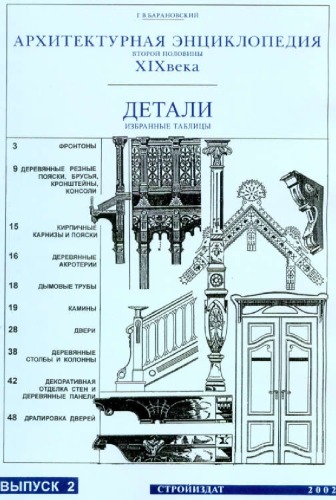 Г.В.БАРАНОВСКИЙ
АРХИТЕКТУРНАЯ ЭНЦИКЛОПЕДИЯ
ВТОРОЙ ПОЛОВИНЫ
XIXвека
ДЕТАЛИ
ИЗБРАННЫЕ ТАБЛИЦЫ
3 ФРОНТОНЫ
9 ДЕРЕВЯННЫЕ РЕЗНЫЕ
ПОЯСКИ, БРУСЬЯ,
КРОНШТЕЙНЫ,
КОНСОЛИ
15 КИРПИЧНЫЕ
КАРНИЗЫ И ПОЯСКИ
16 ДЕРЕВЯННЫЕ
АКРОТЕРИИ
18 ДЫМОВЫЕ ТРУБЫ
19 КАМИНЫ
28 ДВЕРИ
38 ДЕРЕВЯННЫЕ
СТОЛБЫ И КОЛОННЫ
42 ДЕКОРАТИВНАЯ
ОТДЕЛКА СТЕН И
ДЕРЕВЯННЫЕ ПАНЕЛИ
48 ДРАПИРОВКА ДВЕРЕЙ
ВЫПУСК 2
СТРОЙИЗДАТ
2002